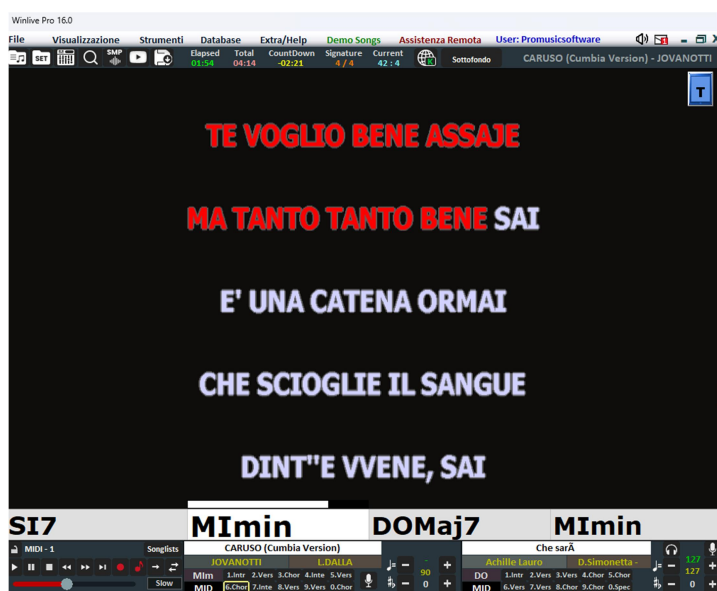 Winlive Pro 16.0
File Visualizzazione Strumenti Database Extra/Help Demo Songs Assistenza Remota User: Promusicsoftware
SET SMP Elapsed Total CountDown Signature Current Sottofondo CARUSO (Cumbia Version) - JOVANOTTI
01:54 04:14 -02:21 4 / 4 42 : 4
T
TE VOGLIO BENE ASSAJE
MA TANTO TANTO BENE SAI
E' UNA CATENA ORMAI
CHE SCIOGLIE IL SANGUE
DINT''E VVENE, SAI
SI7 MImin DOMaj7 MImin
MIDI - 1 Songlists CARUSO (Cumbia Version) Che sarÃ
JOVANOTTI L.DALLA Achille Lauro D.Simonetta - 127
MIm 1.Intr 2.Vers 3.Chor 4.Inte 5.Vers 90 DO 1.Intr 2.Vers 3.Vers 4.Chor 5.Chor 127
Slow MID 6.Chor 7.Inte 8.Vers 9.Vers 0.Chor 0 MID 6.Vers 7.Vers 8.Chor 9.Chor 0.Spec 0